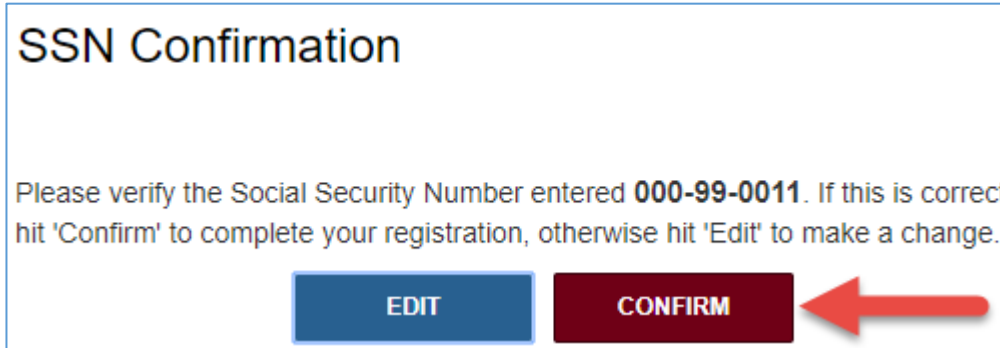 SSN Confirmation
Please verify the Social Security Number entered 000-99-0011. If this is correct
hit 'Confirm' to complete your registration, otherwise hit 'Edit' to make a change.
EDIT CONFIRM